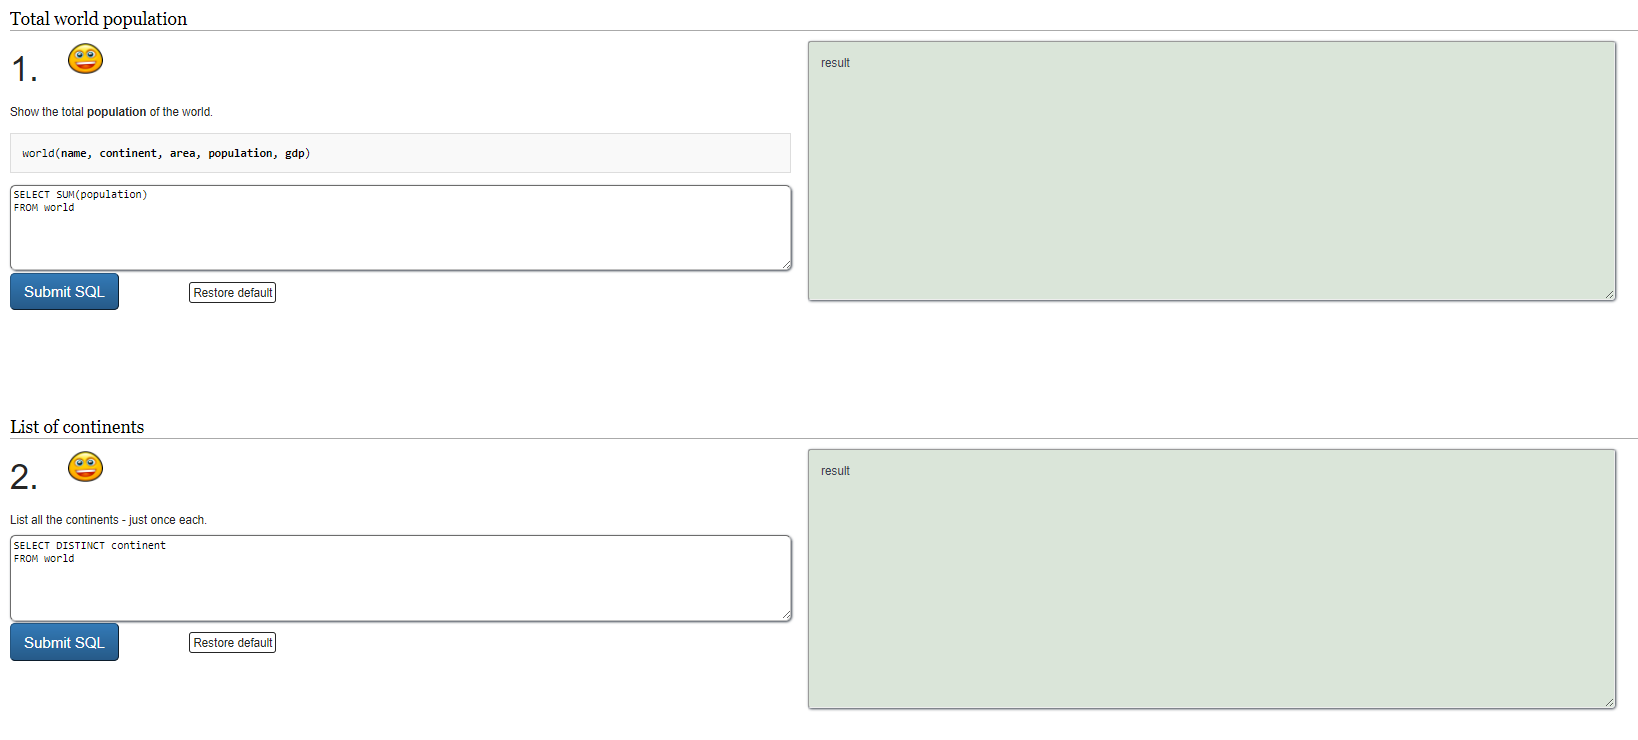 Total world population
1.
Show the total population of the world.
world(name, continent, area, population, gdp)
SELECT SUM(population)
FROM world
Submit SQL
Restore default
result
List of continents
2.
List all the continents - just once each.
SELECT DISTINCT continent
FROM world
Submit SQL
Restore default
result